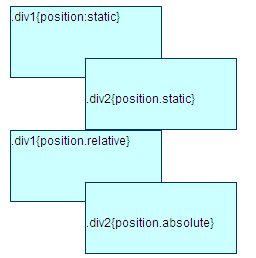 .div1{position:static}
.div2{position.static}
.div1{position.relative}
.div2{position.absolute}